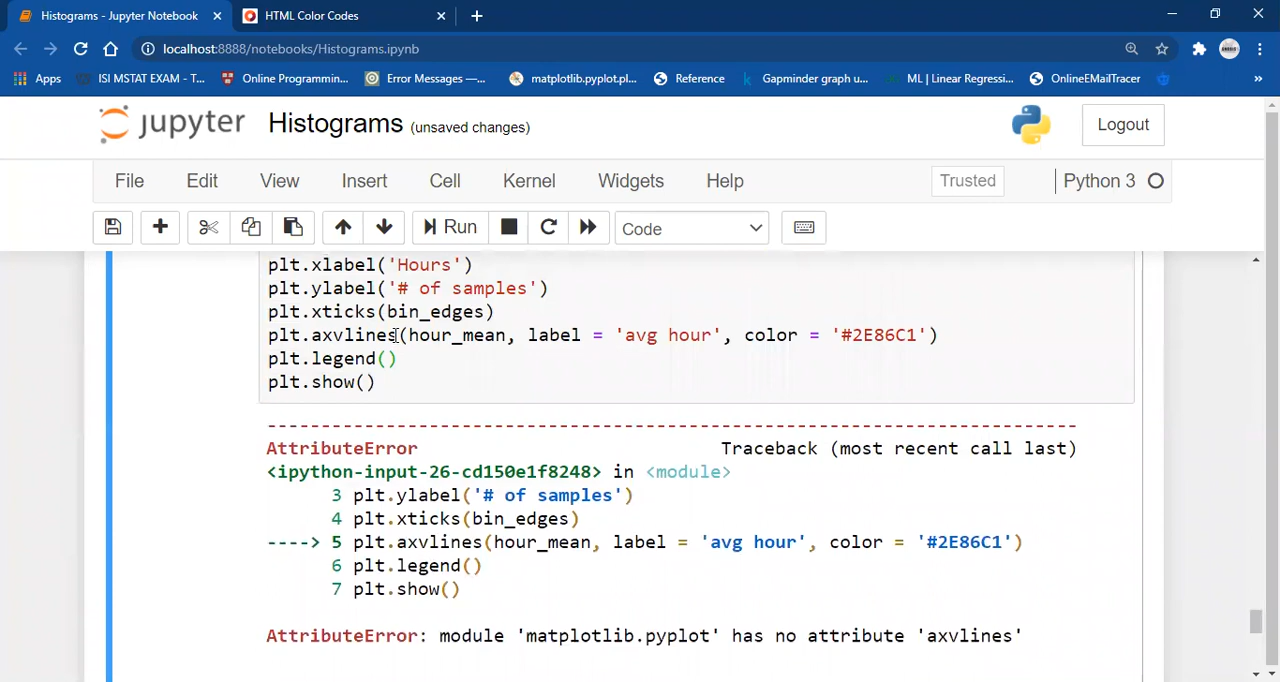 Histograms - Jupyter Notebook
HTML Color Codes
localhost:8888/notebooks/Histograms.ipynb
Apps
ISI MSTAT EXAM - T...
Online Programmin...
Error Messages —...
matplotlib.pyplot.pl...
Reference
Gapminder graph u...
ML | Linear Regressi...
OnlineEMailTracer
»
jupyter Histograms (unsaved changes)
Logout
File Edit View Insert Cell Kernel Widgets Help
Trusted
Python 3
Run
Code
plt.xlabel('Hours')
plt.ylabel('# of samples')
plt.xticks(bin_edges)
plt.axvlines(hour_mean, label = 'avg hour', color = '#2E86C1')
plt.legend()
plt.show()
---------------------------------------------------------------------------
AttributeError Traceback (most recent call last)
<ipython-input-26-cd150e1f8248> in <module>
3 plt.ylabel('# of samples')
4 plt.xticks(bin_edges)
----> 5 plt.axvlines(hour_mean, label = 'avg hour', color = '#2E86C1')
6 plt.legend()
7 plt.show()
AttributeError: module 'matplotlib.pyplot' has no attribute 'axvlines'